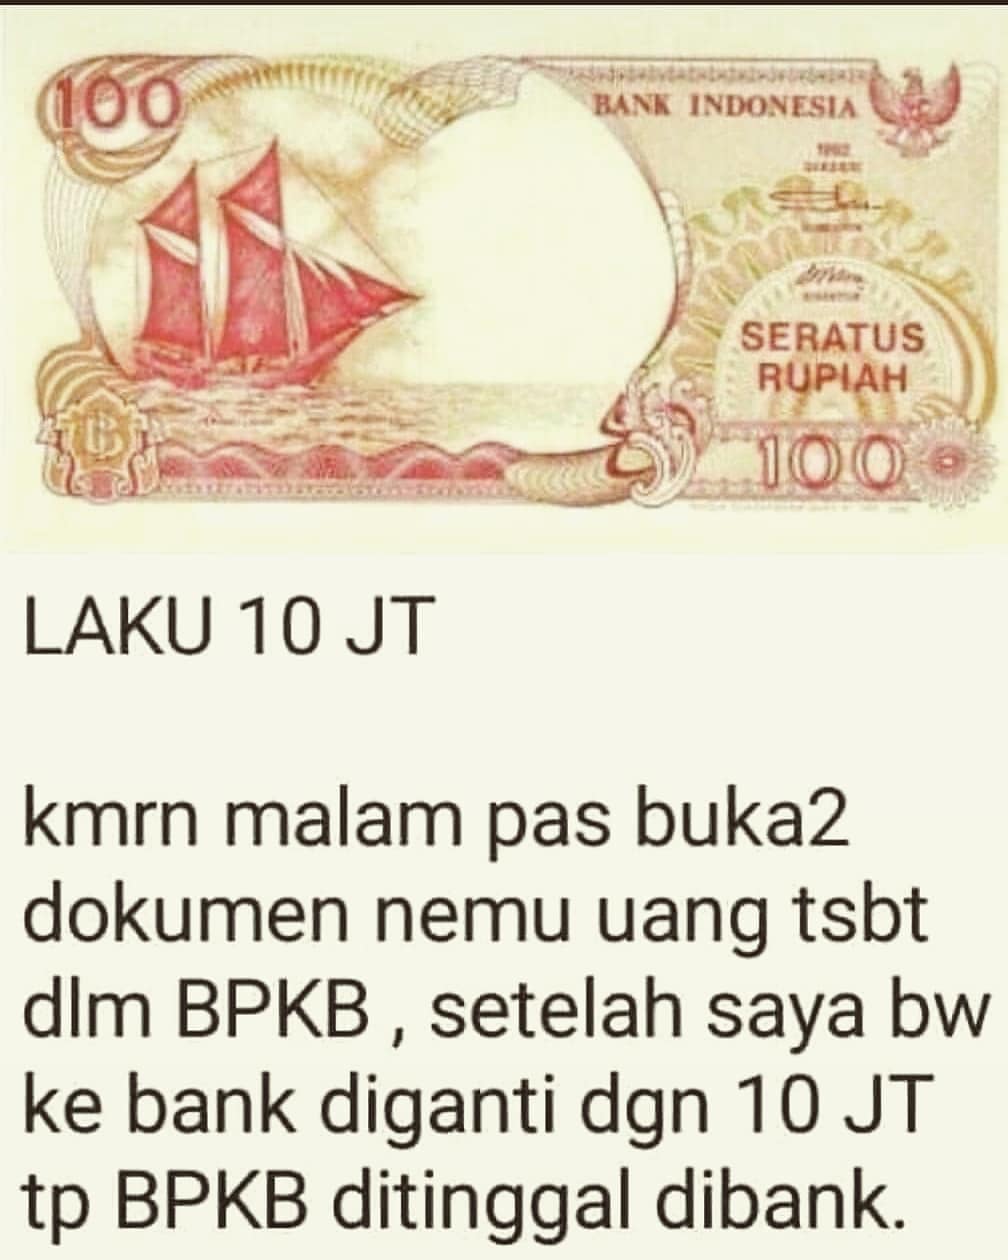 100
BANK INDONESIA
1992
SERATUS
RUPIAH
100
LAKU 10 JT
kmrn malam pas buka2
dokumen nemu uang tsbt
dlm BPKB , setelah saya bw
ke bank diganti dgn 10 JT
tp BPKB ditinggal dibank.